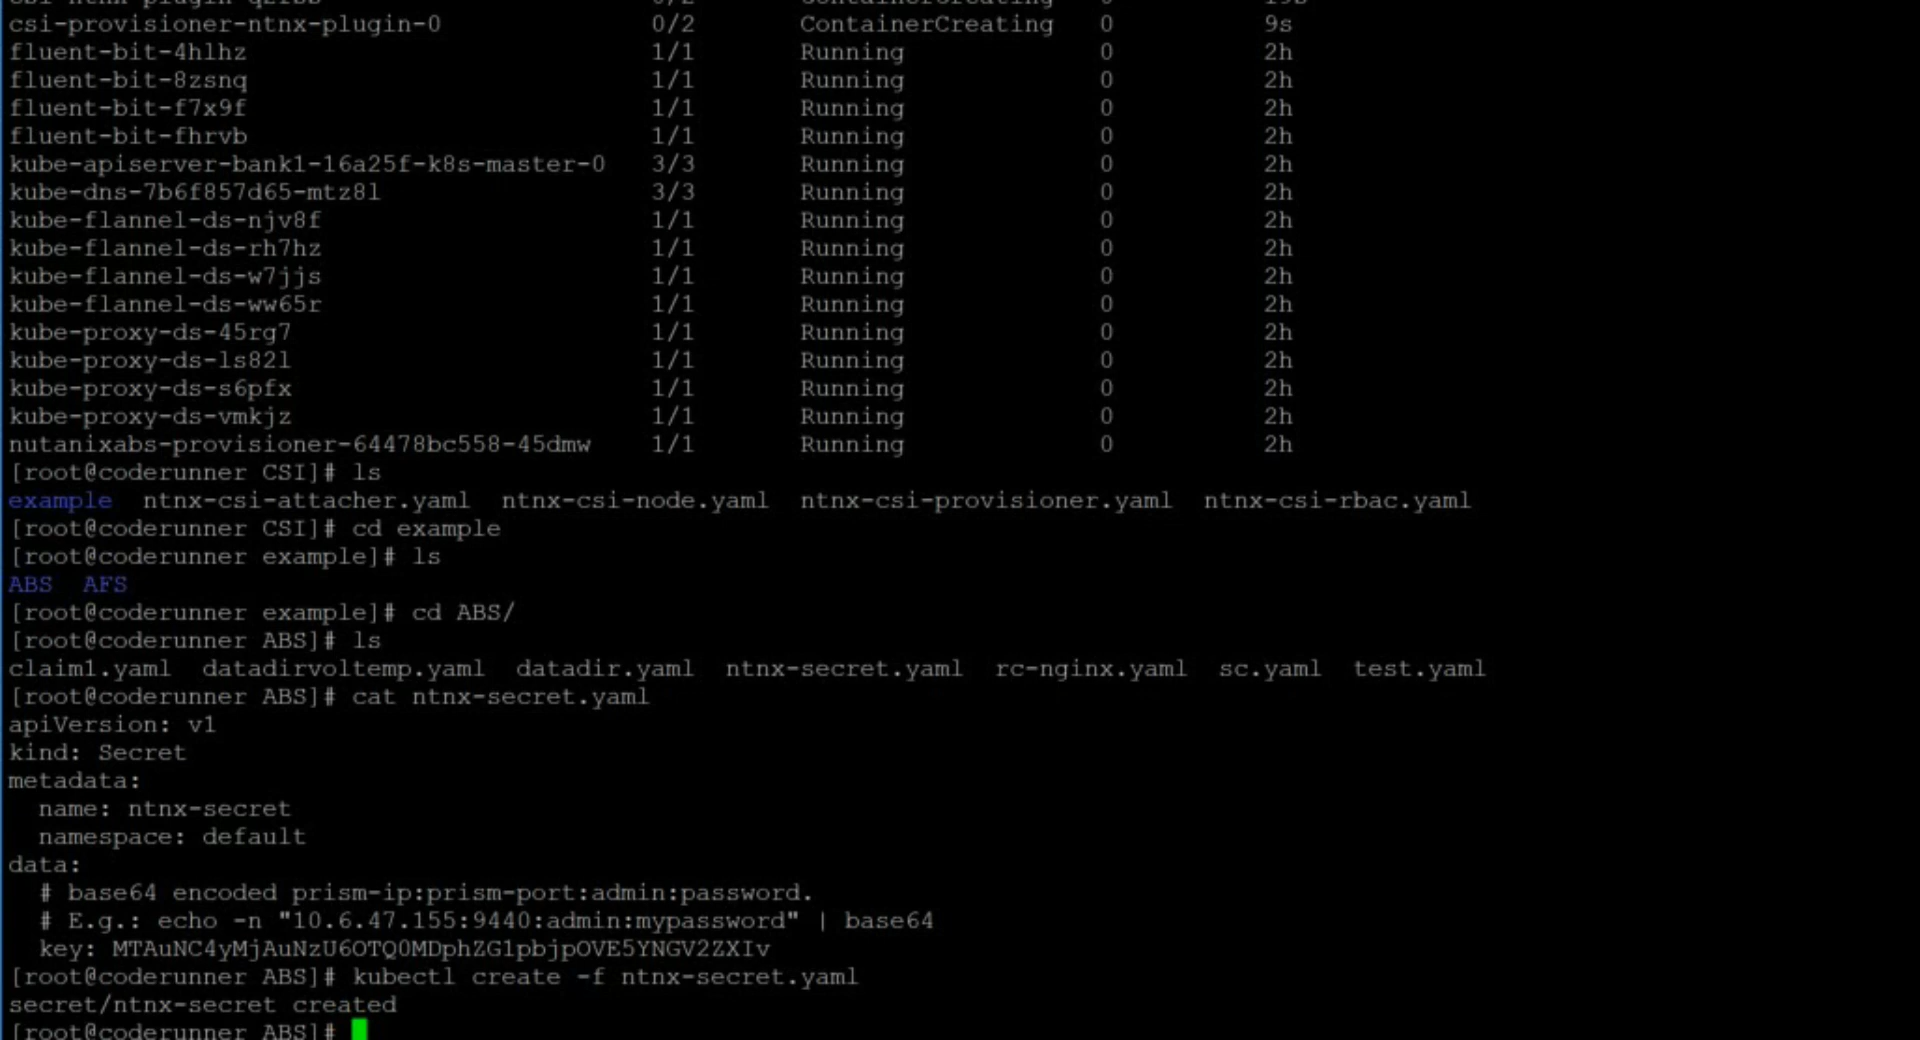 csi-provisioner-ntnx-plugin-0 0/2 ContainerCreating 0 9s
fluent-bit-4hlhz 1/1 Running 0 2h
fluent-bit-8zsnq 1/1 Running 0 2h
fluent-bit-f7x9f 1/1 Running 0 2h
fluent-bit-fhrvb 1/1 Running 0 2h
kube-apiserver-bank1-16a25f-k8s-master-0 3/3 Running 0 2h
kube-dns-7b6f857d65-mtz8l 3/3 Running 0 2h
kube-flannel-ds-njv8f 1/1 Running 0 2h
kube-flannel-ds-rh7hz 1/1 Running 0 2h
kube-flannel-ds-w7jjs 1/1 Running 0 2h
kube-flannel-ds-ww65r 1/1 Running 0 2h
kube-proxy-ds-45rg7 1/1 Running 0 2h
kube-proxy-ds-ls82l 1/1 Running 0 2h
kube-proxy-ds-s6pfx 1/1 Running 0 2h
kube-proxy-ds-vmkjz 1/1 Running 0 2h
nutanixabs-provisioner-64478bc558-45dmw 1/1 Running 0 2h
[root@coderunner CSI]# ls
example ntnx-csi-attacher.yaml ntnx-csi-node.yaml ntnx-csi-provisioner.yaml ntnx-csi-rbac.yaml
[root@coderunner CSI]# cd example
[root@coderunner example]# ls
ABS AFS
[root@coderunner example]# cd ABS/
[root@coderunner ABS]# ls
claim1.yaml datadirvoltemp.yaml datadir.yaml ntnx-secret.yaml rc-nginx.yaml sc.yaml test.yaml
[root@coderunner ABS]# cat ntnx-secret.yaml
apiVersion: v1
kind: Secret
metadata:
  name: ntnx-secret
  namespace: default
data:
  # base64 encoded prism-ip:prism-port:admin:password.
  # E.g.: echo -n "10.6.47.155:9440:admin:mypassword" | base64
  key: MTAuNC4yMjAuNzU6OTQ0MDphZG1pbjpOVE5YNGV2ZXIv
[root@coderunner ABS]# kubectl create -f ntnx-secret.yaml
secret/ntnx-secret created
[root@coderunner ABS]#